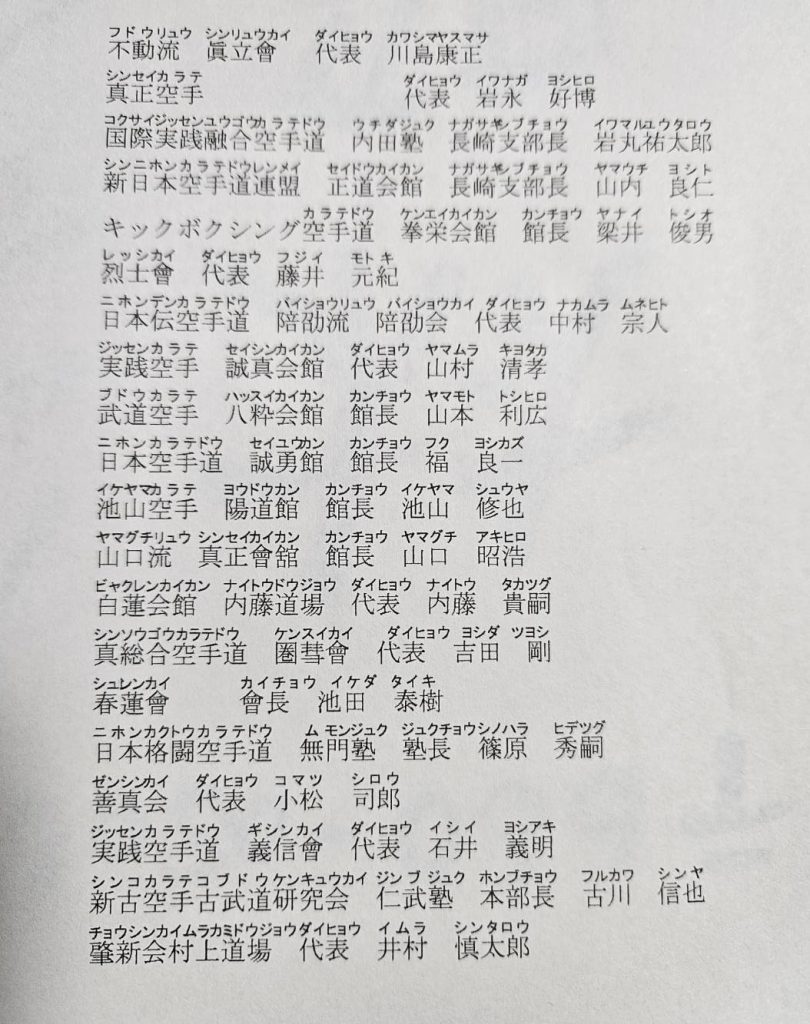 フドウリュウ シンリュウカイ ダイヒョウ カワシマヤスマサ
不動流 眞立會 代表 川島康正
シンセイカラテ ダイヒョウ イワナガ ヨシヒロ
真正空手 代表 岩永 好博
コクサイジッセンユウゴウカラテドウ ウチダジュク ナガサキシブチョウ イワマルユウタロウ
国際実践融合空手道 内田塾 長崎支部長 岩丸祐太郎
シンニホンカラテドウレンメイ セイドウカイカン ナガサキシブチョウ ヤマウチ ヨシト
新日本空手道連盟 正道会館 長崎支部長 山内 良仁
カラテドウ ケンエイカイカン カンチョウ ヤナイ トシオ
キックボクシング空手道 拳栄会館 館長 梁井 俊男
レッシカイ ダイヒョウ フジイ モトキ
烈士會 代表 藤井 元紀
ニホンデンカラテドウ バイショウリュウ バイショウカイ ダイヒョウ ナカムラ ムネヒト
日本伝空手道 陪劭流 陪劭会 代表 中村 宗人
ジッセンカラテ セイシンカイカン ダイヒョウ ヤマムラ キヨタカ
実践空手 誠真会館 代表 山村 清孝
ブドウカラテ ハッスイカイカン カンチョウ ヤマモト トシヒロ
武道空手 八粋会館 館長 山本 利広
ニホンカラテドウ セイユウカン カンチョウ フク ヨシカズ
日本空手道 誠勇館 館長 福 良一
イケヤマカラテ ヨウドウカン カンチョウ イケヤマ シュウヤ
池山空手 陽道館 館長 池山 修也
ヤマグチリュウ シンセイカイカン カンチョウ ヤマグチ アキヒロ
山口流 真正會舘 館長 山口 昭浩
ビャクレンカイカン ナイトウドウジョウ ダイヒョウ ナイトウ タカツグ
白蓮会館 内藤道場 代表 内藤 貴嗣
シンソウゴウカラテドウ ケンスイカイ ダイヒョウ ヨシダ ツヨシ
真総合空手道 圏彗會 代表 吉田 剛
シュレンカイ カイチョウ イケダ タイキ
春蓮會 會長 池田 泰樹
ニホンカクトウカラテドウ ムモンジュク ジュクチョウシノハラ ヒデツグ
日本格闘空手道 無門塾 塾長 篠原 秀嗣
ゼンシンカイ ダイヒョウ コマツ シロウ
善真会 代表 小松 司郎
ジッセンカラテドウ ギシンカイ ダイヒョウ イシイ ヨシアキ
実践空手道 義信會 代表 石井 義明
シンコカラテコブドウケンキュウカイ ジンブジュク ホンブチョウ フルカワ シンヤ
新古空手古武道研究会 仁武塾 本部長 古川 信也
チョウシンカイムラカミドウジョウダイヒョウ イムラ シンタロウ
肇新会村上道場 代表 井村 慎太郎